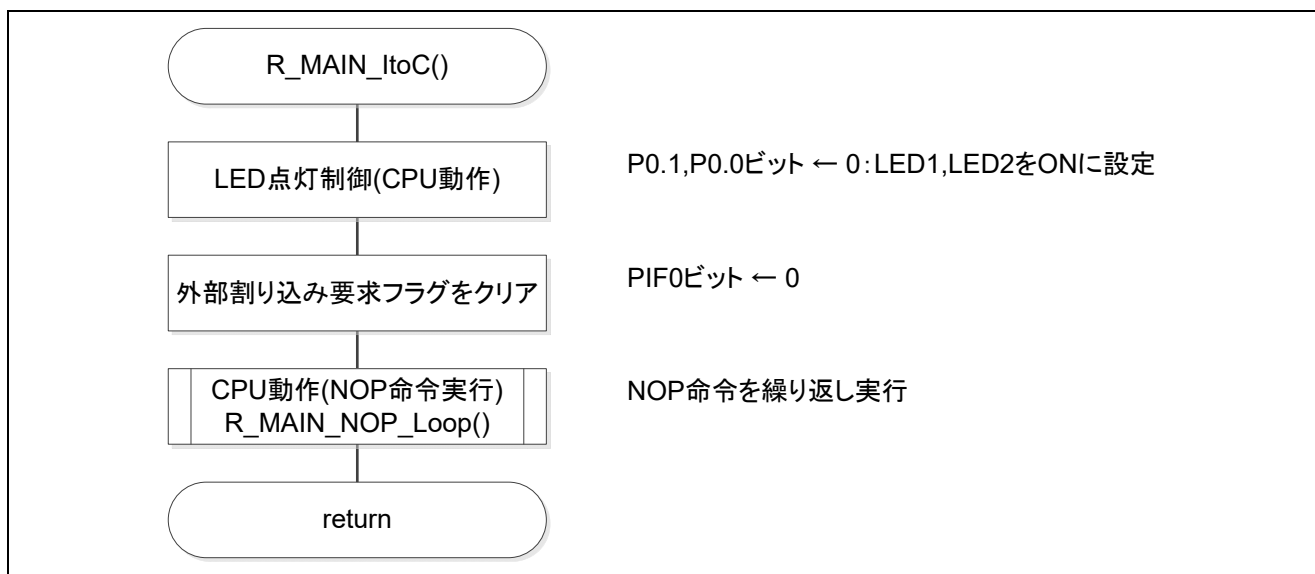 R_MAIN_ItoC()
LED点灯制御(CPU動作)
P0.1,P0.0ビット ← 0：LED1,LED2をONに設定
外部割り込み要求フラグをクリア
PIF0ビット ← 0
CPU動作(NOP命令実行)
R_MAIN_NOP_Loop()
NOP命令を繰り返し実行
return